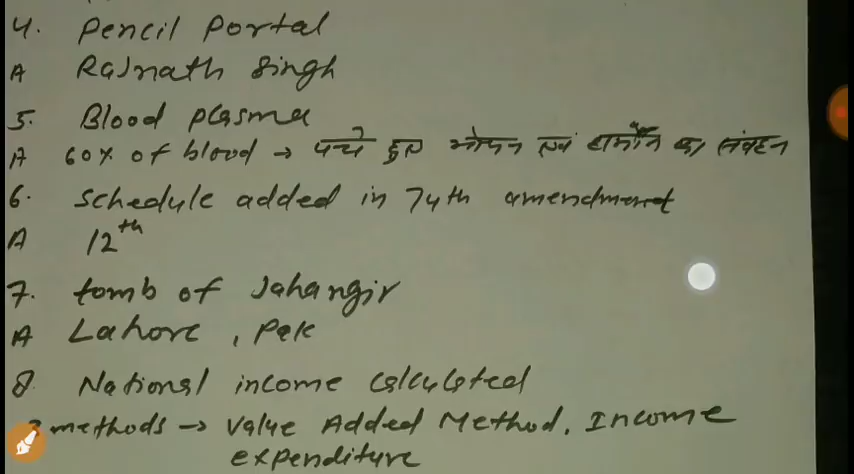 4. Pencil Portal
A Rajnath Singh
5. Blood plasma
A 60% of blood → पचे हुए भोजन एवं हार्मोन का संवहन
6. Schedule added in 74th amendment
A 12th
7. tomb of Jahangir
A Lahore, Pak
8. National income calculated
methods → Value Added Method, Income
expenditure